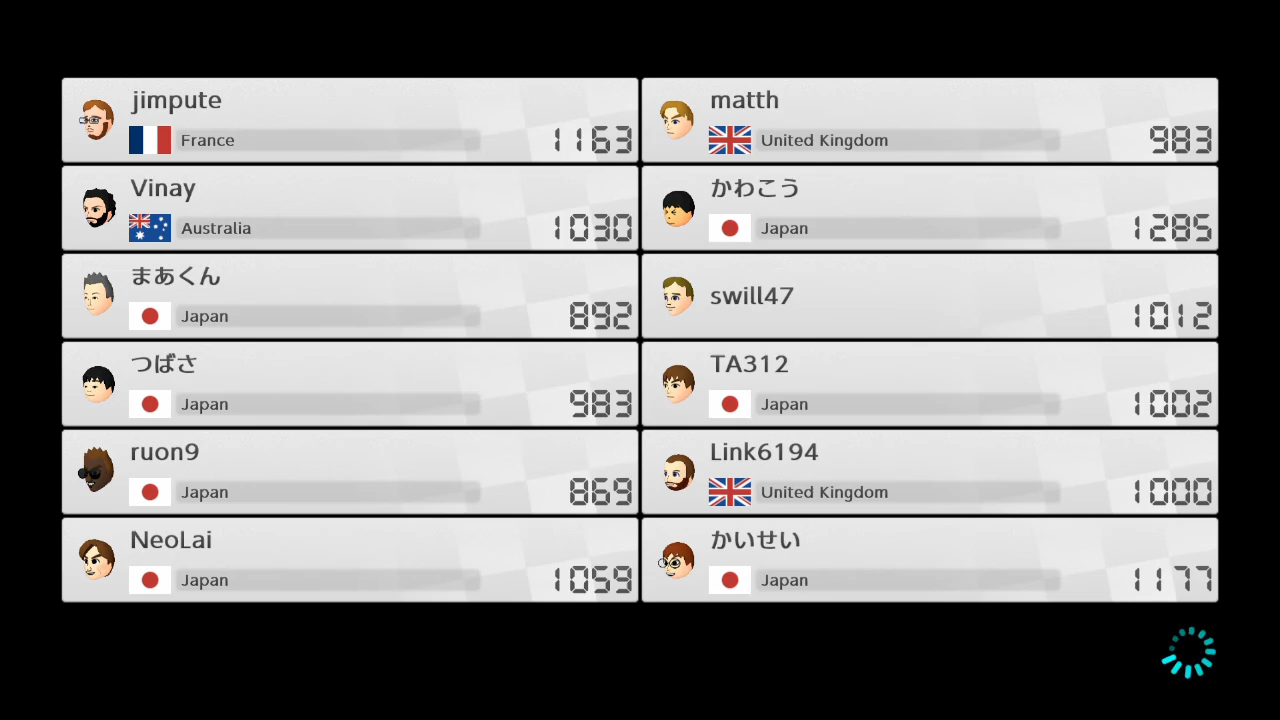 jimpute
France 1163
matth
United Kingdom 983
Vinay
Australia 1030
かわこう
Japan 1285
まあくん
Japan 892
swill47
1012
つばさ
Japan 983
TA312
Japan 1002
ruon9
Japan 869
Link6194
United Kingdom 1000
NeoLai
Japan 1059
かいせい
Japan 1177